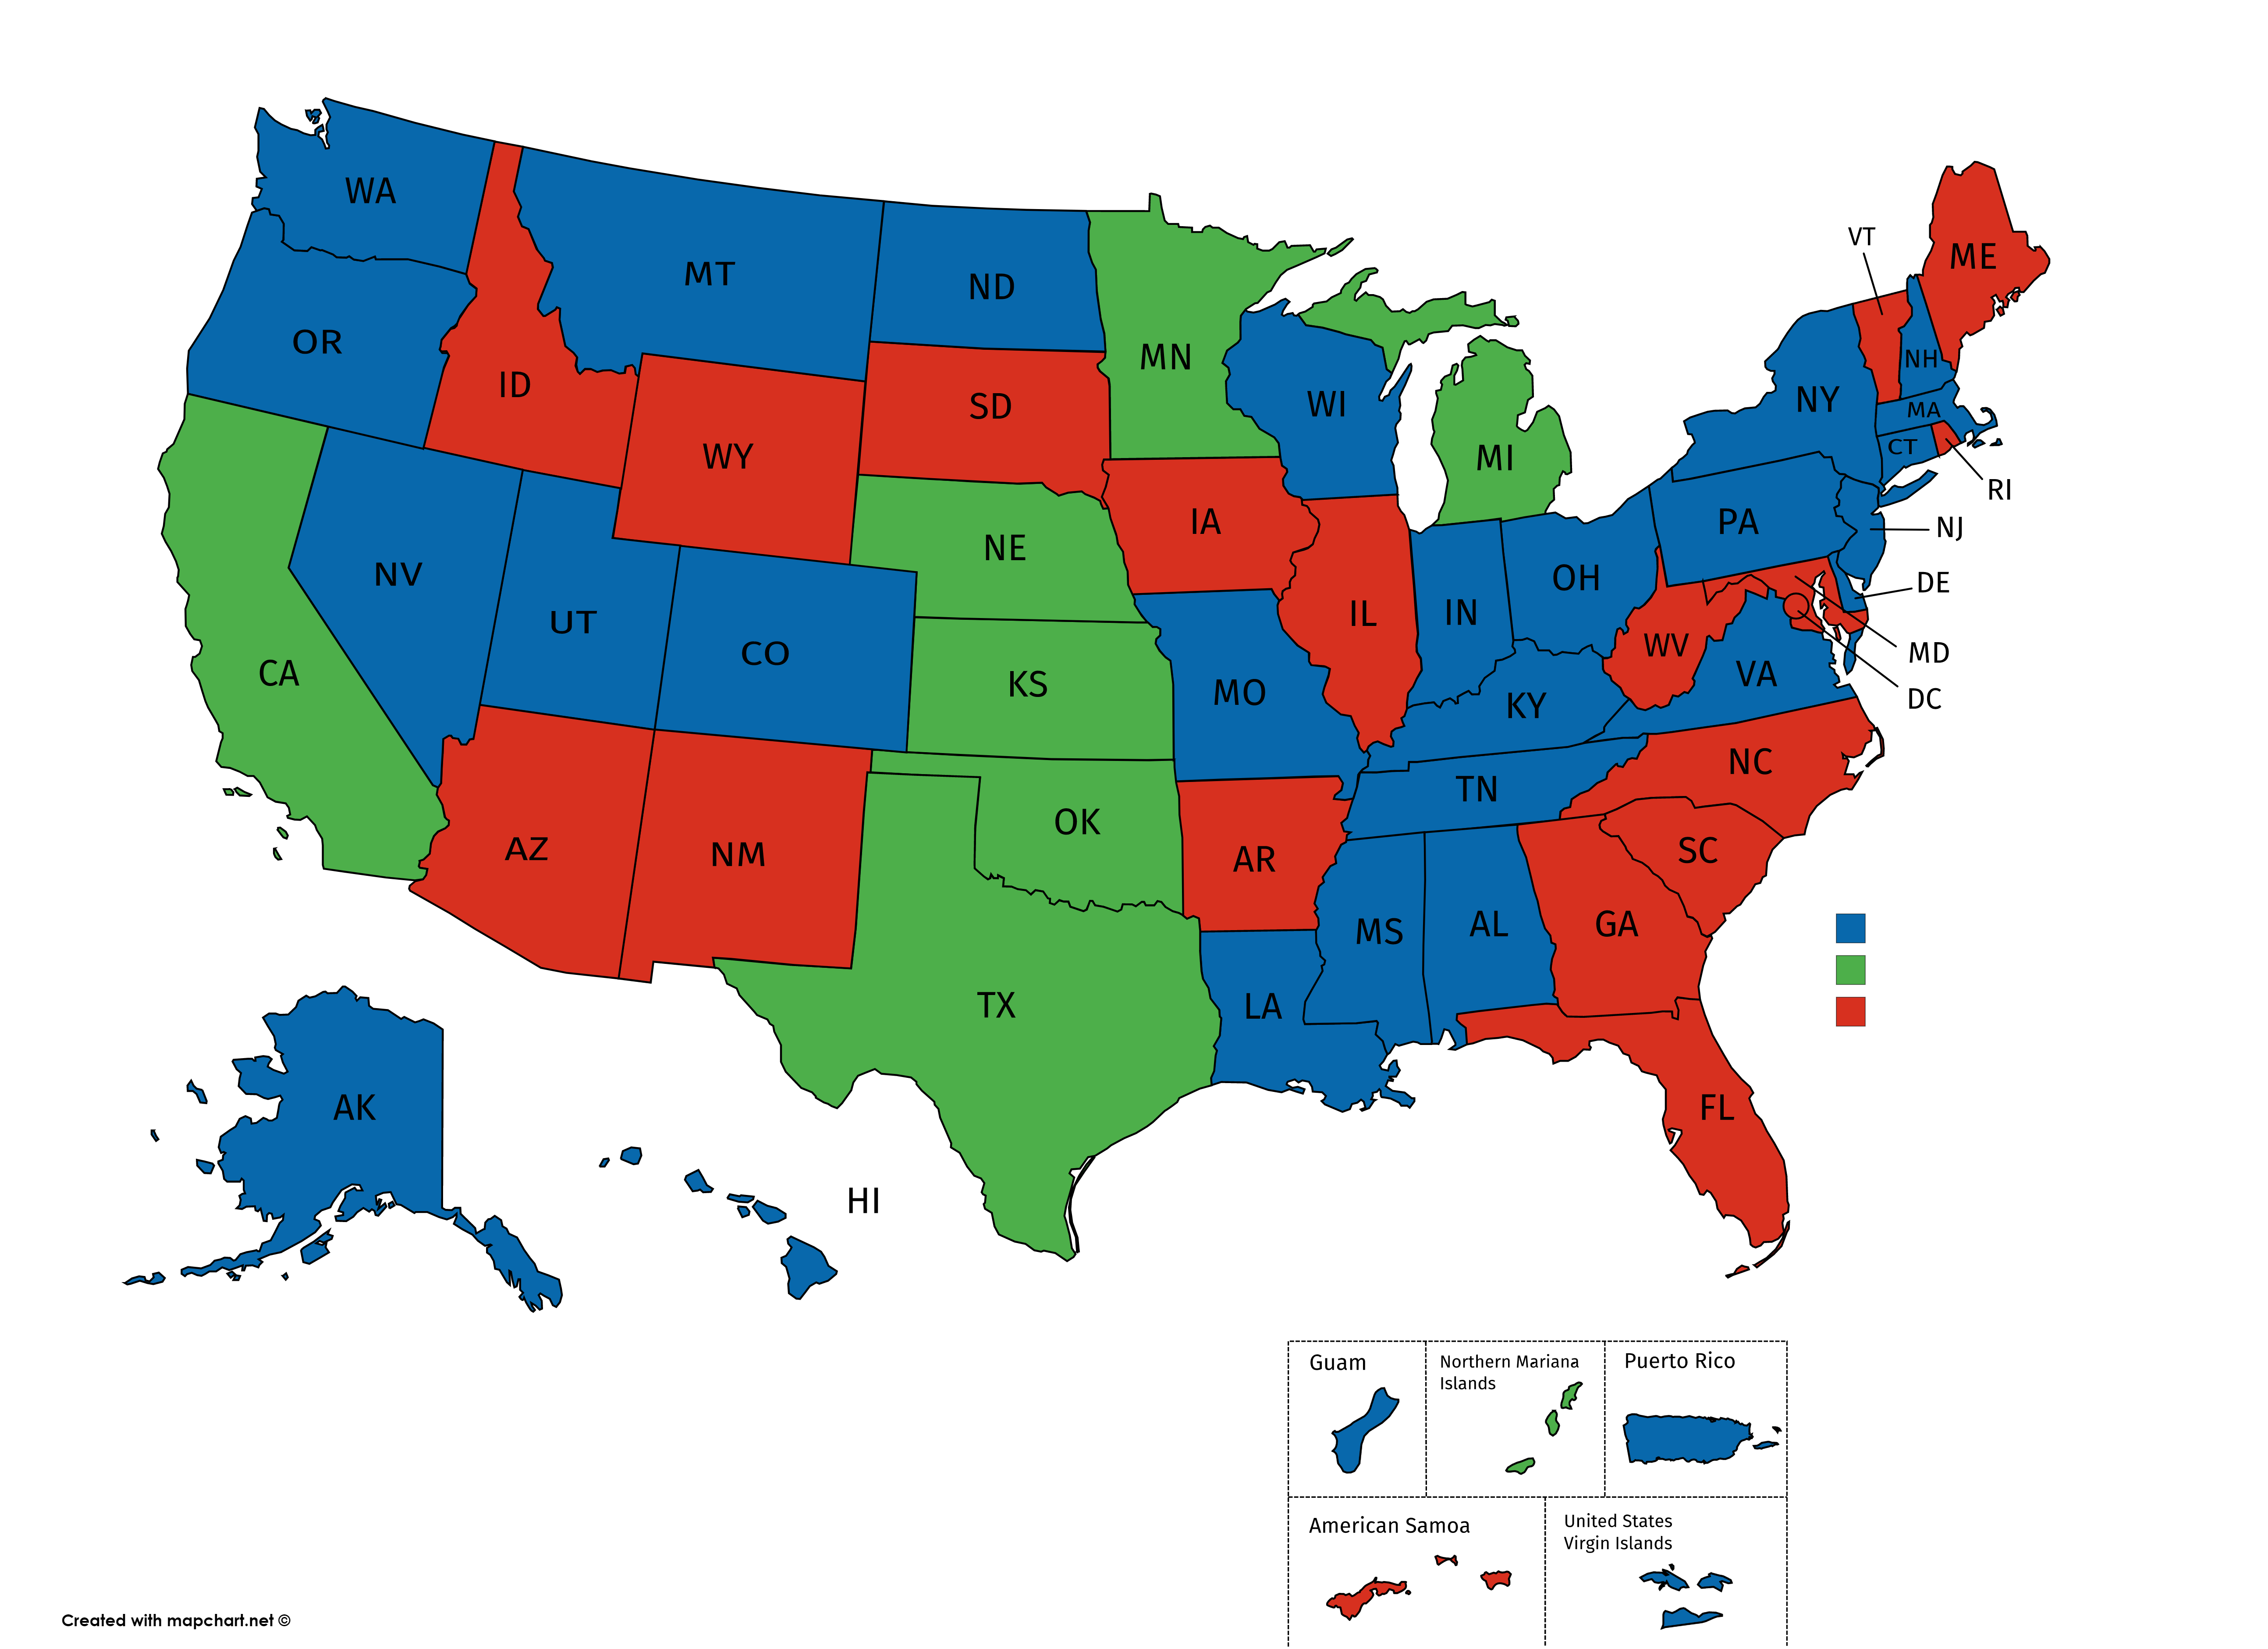 WA
MT
ND
MN
VT
ME
OR
ID
SD
WI
NH
NY
MA
WY
MI
CT
RI
IA
PA
NJ
NE
NV
OH
DE
UT
IL
IN
CO
WV
MD
CA
KS
MO
VA
DC
KY
NC
TN
OK
AZ
NM
AR
SC
MS
AL
GA
TX
LA
AK
FL
HI
Guam
Northern Mariana
Islands
Puerto Rico
American Samoa
United States
Virgin Islands
Created with mapchart.net ©